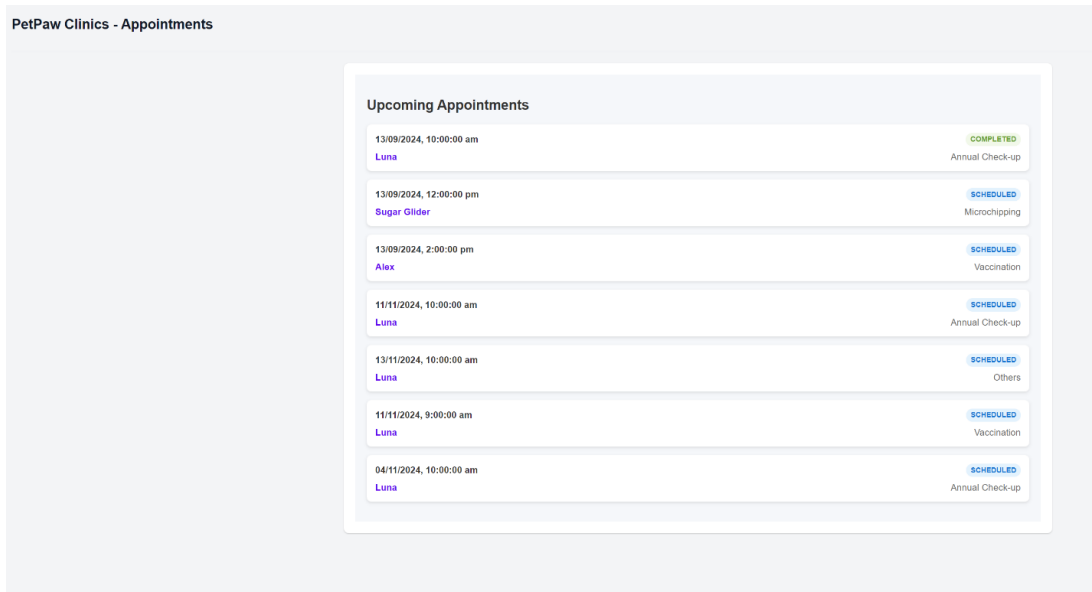 PetPaw Clinics - Appointments
Upcoming Appointments
13/09/2024, 10:00:00 am COMPLETED
Luna Annual Check-up
13/09/2024, 12:00:00 pm SCHEDULED
Sugar Glider Microchipping
13/09/2024, 2:00:00 pm SCHEDULED
Alex Vaccination
11/11/2024, 10:00:00 am SCHEDULED
Luna Annual Check-up
13/11/2024, 10:00:00 am SCHEDULED
Luna Others
11/11/2024, 9:00:00 am SCHEDULED
Luna Vaccination
04/11/2024, 10:00:00 am SCHEDULED
Luna Annual Check-up